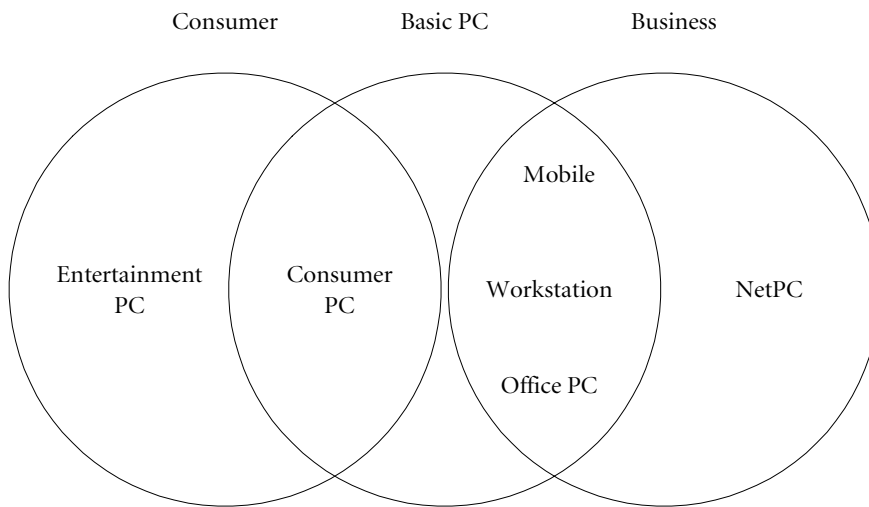 Consumer
Basic PC
Business
Mobile
Entertainment
PC
Consumer
PC
Workstation
NetPC
Office PC